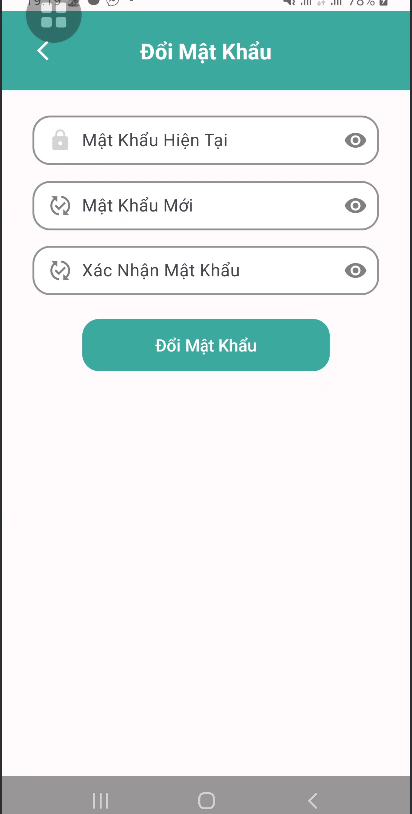 Đổi Mật Khẩu
Mật Khẩu Hiện Tại
Mật Khẩu Mới
Xác Nhận Mật Khẩu
Đổi Mật Khẩu